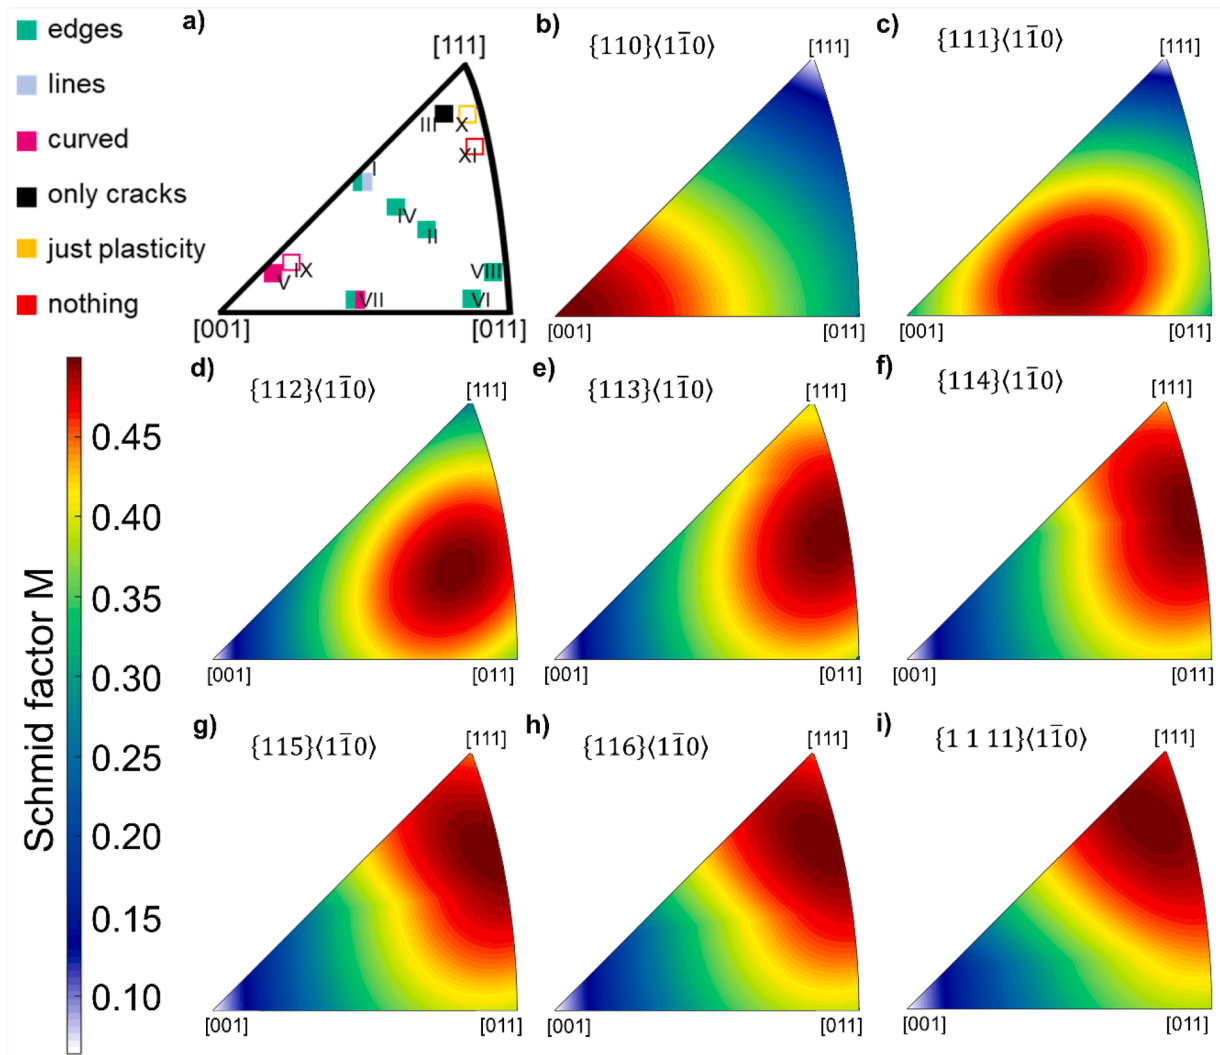 edges
lines
curved
only cracks
just plasticity
nothing
a)
[111]
III
X
XI
I
IV
II
IX
V
VIII
VII
VI
[001]
[011]
b)
{110}⟨11̅0⟩
[111]
[001]
[011]
c)
{111}⟨11̅0⟩
[111]
[001]
[011]
Schmid factor M
0.45
0.40
0.35
0.30
0.25
0.20
0.15
0.10
d)
{112}⟨11̅0⟩
[111]
[001]
[011]
e)
{113}⟨11̅0⟩
[111]
[001]
[011]
f)
{114}⟨11̅0⟩
[111]
[001]
[011]
g)
{115}⟨11̅0⟩
[111]
[001]
[011]
h)
{116}⟨11̅0⟩
[111]
[001]
[011]
i)
{1 1 11}⟨11̅0⟩
[111]
[001]
[011]